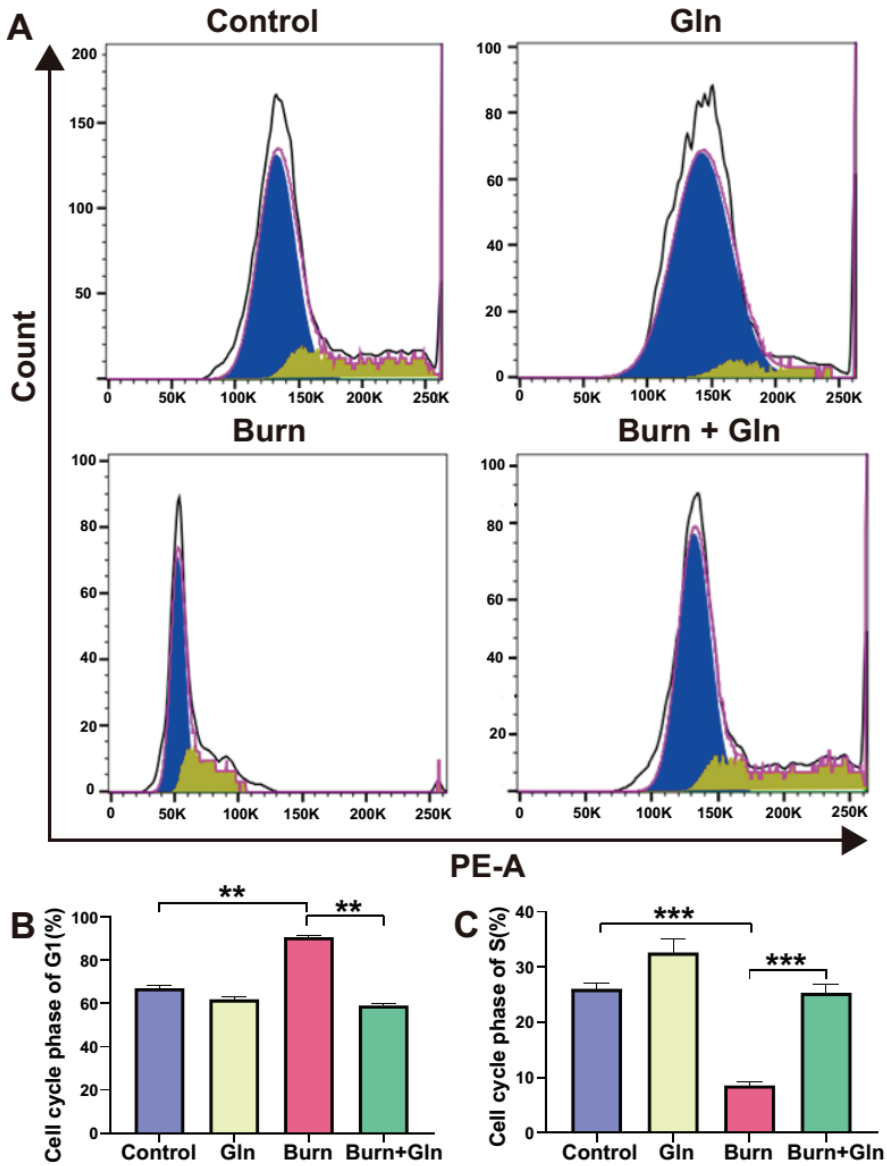 A
Control
Gln
200
150
100
50
0 50K 100K 150K 200K 250K
100
80
60
40
20
0
0 50K 100K 150K 200K 250K
Count
Burn
Burn + Gln
100
80
60
40
20
0
0 50K 100K 150K 200K 250K
100
80
60
40
20
0 50K 100K 150K 200K 250K
PE-A
B
Cell cycle phase of G1(%)
100
80
60
40
20
0
** **
Control Gln Burn Burn+Gln
C
Cell cycle phase of S(%)
40
30
20
10
0
***
***
Control Gln Burn Burn+Gln